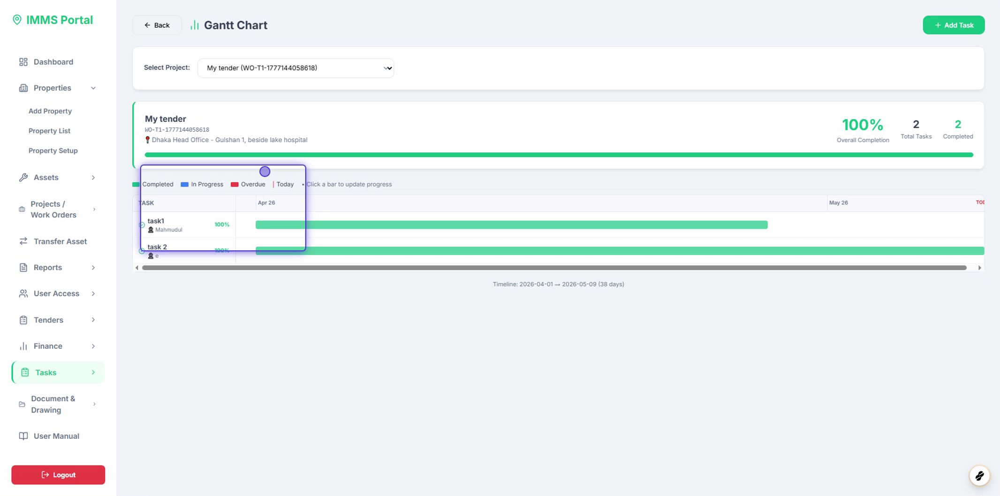 IMMS Portal
Dashboard
Properties
Add Property
Property List
Property Setup
Assets
Projects /
Work Orders
Transfer Asset
Reports
User Access
Tenders
Finance
Tasks
Document &
Drawing
User Manual
Logout
Back
Gantt Chart
+ Add Task
Select Project:
My tender (WO-T1-1777144058618)
My tender
WO-T1-1777144058618
Dhaka Head Office - Gulshan 1, beside lake hospital
100%
Overall Completion
2
Total Tasks
2
Completed
Completed
In Progress
Overdue
Today
• Click a bar to update progress
TASK
Apr 26
May 26
TOD
task1
Mahmudul
100%
task 2
e
100%
Timeline: 2026-04-01 → 2026-05-09 (38 days)